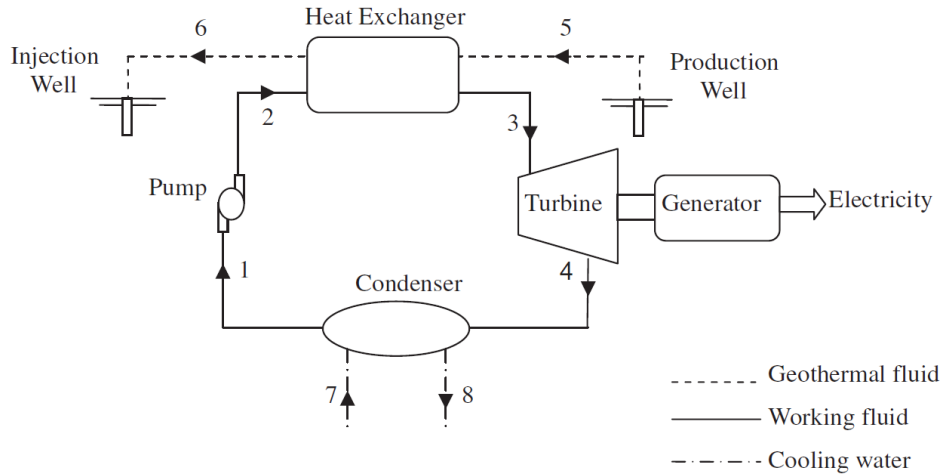 Heat Exchanger
6
5
Injection
Well
Production
Well
2
3
Pump
Turbine
Generator
Electricity
1
4
Condenser
7
8
Geothermal fluid
Working fluid
Cooling water